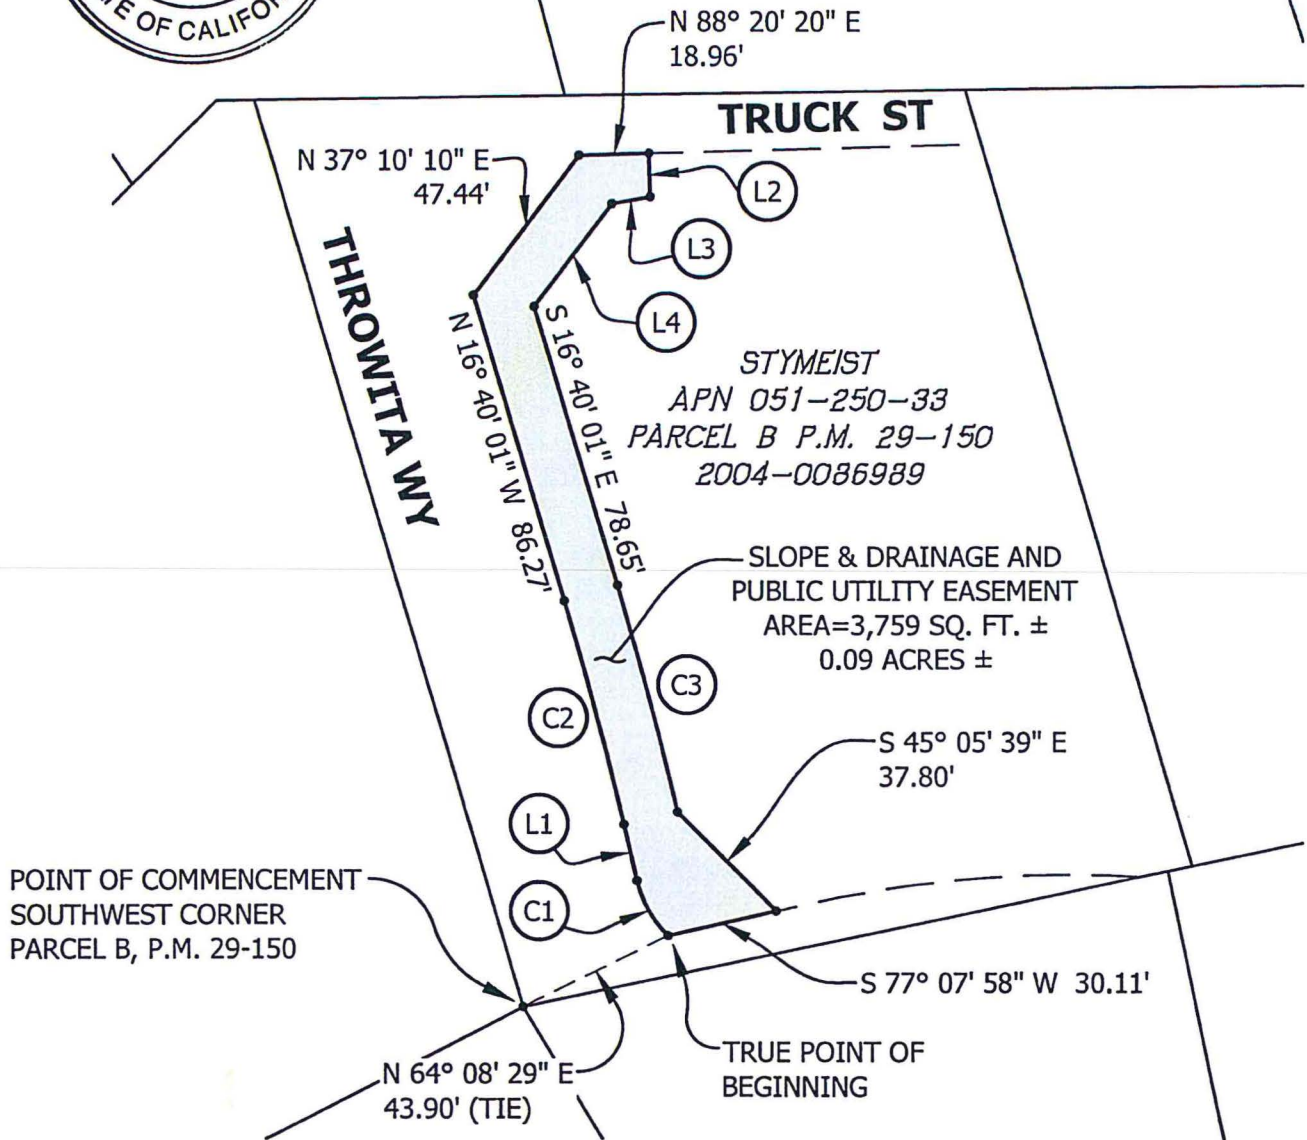 OF CALIFOR
N 88° 20' 20" E
18.96'
TRUCK ST
N 37° 10' 10" E
47.44'
L2
L3
L4
THROWITA WY
N 16° 40' 01" W 86.27'
S 16° 40' 01" E 78.65'
STYMEIST
APN 051-250-33
PARCEL B P.M. 29-150
2004-0086989
SLOPE & DRAINAGE AND
PUBLIC UTILITY EASEMENT
AREA=3,759 SQ. FT. ±
0.09 ACRES ±
C3
C2
S 45° 05' 39" E
37.80'
L1
C1
POINT OF COMMENCEMENT
SOUTHWEST CORNER
PARCEL B, P.M. 29-150
S 77° 07' 58" W 30.11'
TRUE POINT OF
BEGINNING
N 64° 08' 29" E
43.90' (TIE)